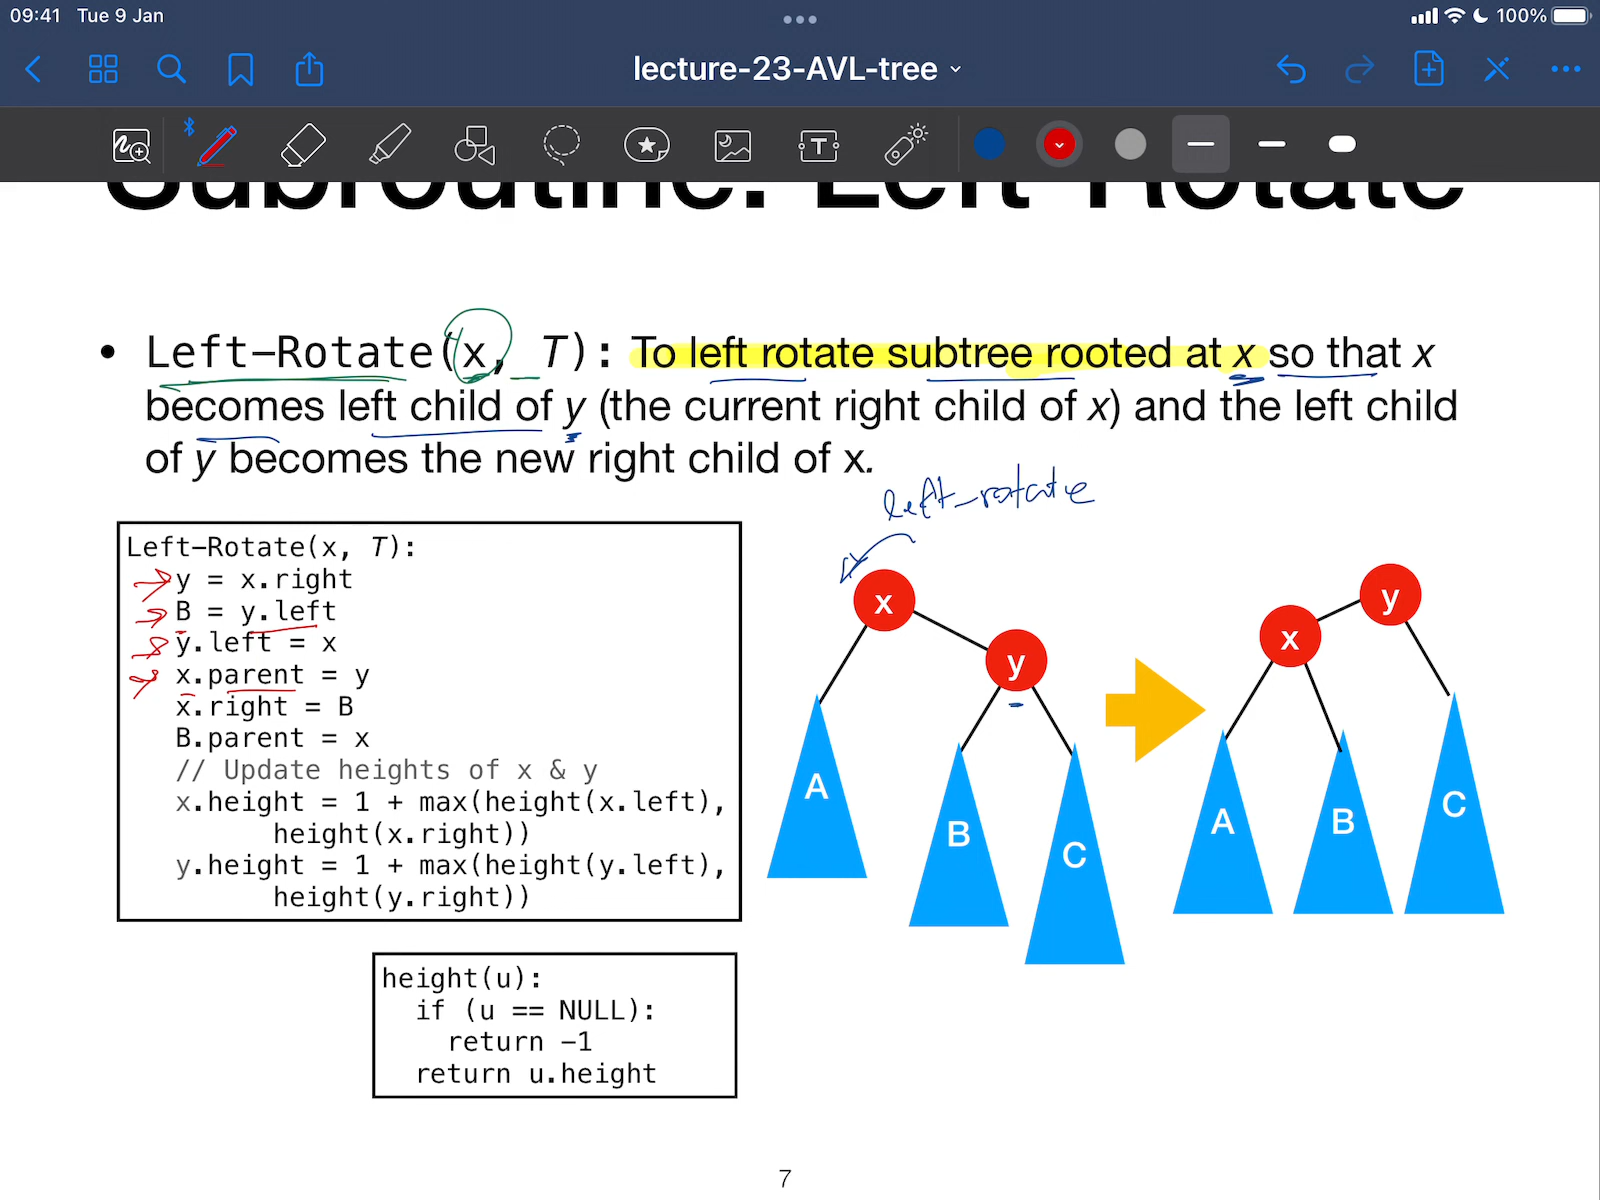 09:41 Tue 9 Jan
100%
lecture-23-AVL-tree
T
Subroutine: Left-Rotate
• Left-Rotate(x, T): To left rotate subtree rooted at x so that x
becomes left child of y (the current right child of x) and the left child
of y becomes the new right child of x.
left-rotate
Left-Rotate(x, T):
y = x.right
B = y.left
y.left = x
x.parent = y
x.right = B
B.parent = x
// Update heights of x & y
x.height = 1 + max(height(x.left),
height(x.right))
y.height = 1 + max(height(y.left),
height(y.right))
x
y
A
B
C
y
x
A
B
C
height(u):
if (u == NULL):
return -1
return u.height
7